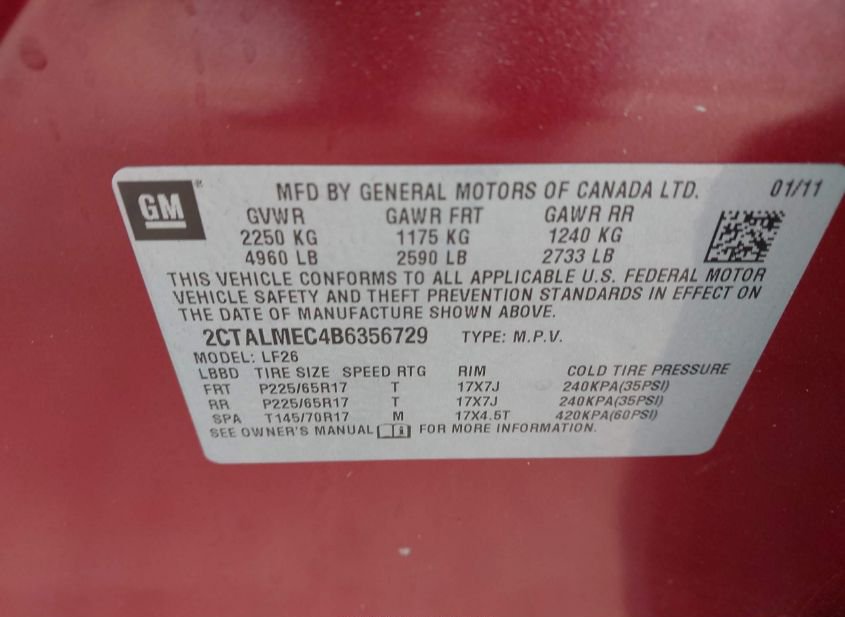 GM MFD BY GENERAL MOTORS OF CANADA LTD. 01/11
GVWR GAWR FRT GAWR RR
2250 KG 1175 KG 1240 KG
4960 LB 2590 LB 2733 LB
THIS VEHICLE CONFORMS TO ALL APPLICABLE U.S. FEDERAL MOTOR
VEHICLE SAFETY AND THEFT PREVENTION STANDARDS IN EFFECT ON
THE DATE OF MANUFACTURE SHOWN ABOVE.
2CTALMEC4B6356729 TYPE: M.P.V.
MODEL: LF26
LBBD TIRE SIZE SPEED RTG RIM COLD TIRE PRESSURE
FRT P225/65R17 T 17X7J 240KPA(35PSI)
RR P225/65R17 T 17X7J 240KPA(35PSI)
SPA T145/70R17 M 17X4.5T 420KPA(60PSI)
SEE OWNER'S MANUAL FOR MORE INFORMATION.